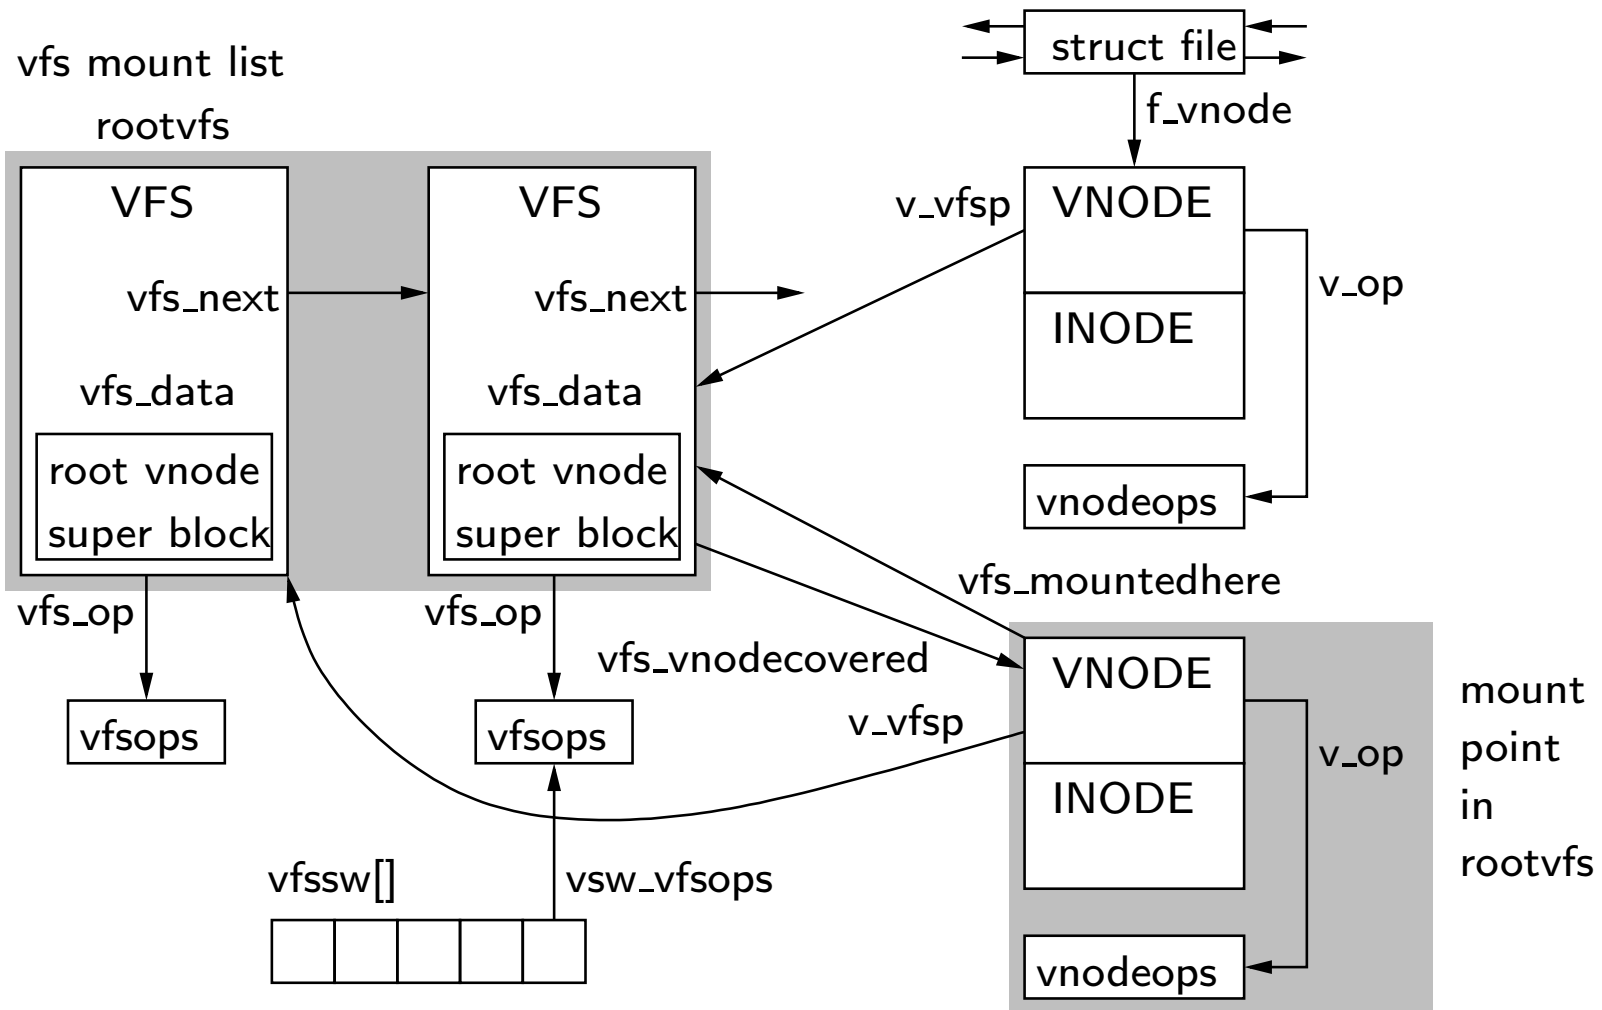 vfs mount list
rootvfs
VFS
vfs_next
vfs_data
root vnode
super block
vfs_op
vfsops
VFS
vfs_next
vfs_data
root vnode
super block
vfs_op
vfsops
vfssw[]
vsw_vfsops
struct file
f_vnode
v_vfsp
VNODE
INODE
v_op
vnodeops
vfs_mountedhere
vfs_vnodecovered
v_vfsp
VNODE
INODE
v_op
vnodeops
mount
point
in
rootvfs